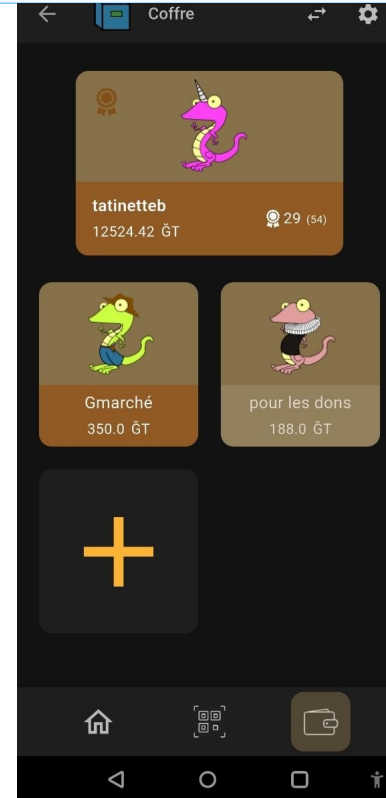 Coffre
tatinetteb
12524.42 ĞT
29 (54)
Gmarché
350.0 ĞT
pour les dons
188.0 ĞT